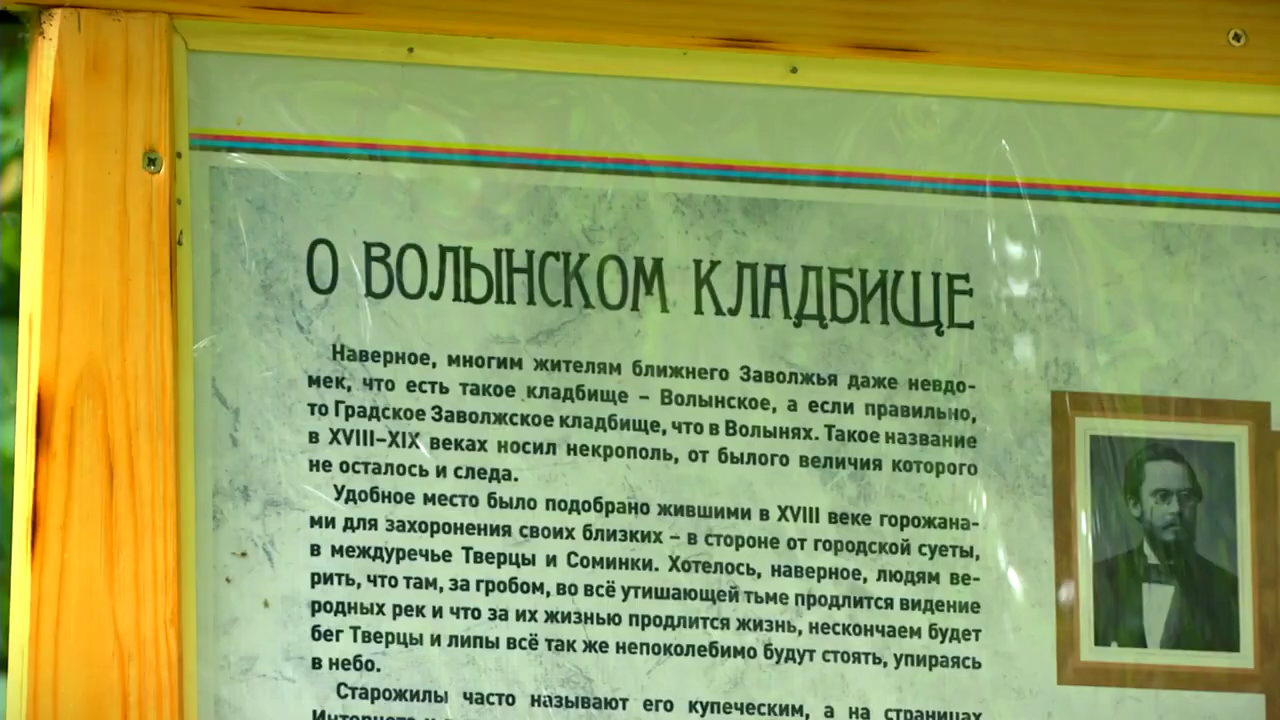 О ВОЛЫНСКОМ КЛАДБИЩЕ
Наверное, многим жителям ближнего Заволжья даже невдо-
мек, что есть такое кладбище – Волынское, а если правильно,
то Градское Заволжское кладбище, что в Волынях. Такое название
в XVIII–XIX веках носил некрополь, от былого величия которого
не осталось и следа.
Удобное место было подобрано жившими в XVIII веке горожана-
ми для захоронения своих близких – в стороне от городской суеты,
в междуречье Тверцы и Соминки. Хотелось, наверное, людям ве-
рить, что там, за гробом, во всё утишающей тьме продлится видение
родных рек и что за их жизнью продлится жизнь, нескончаем будет
бег Тверцы и липы всё так же непоколебимо будут стоять, упираясь
в небо.
Старожилы часто называют его купеческим, а на страницах